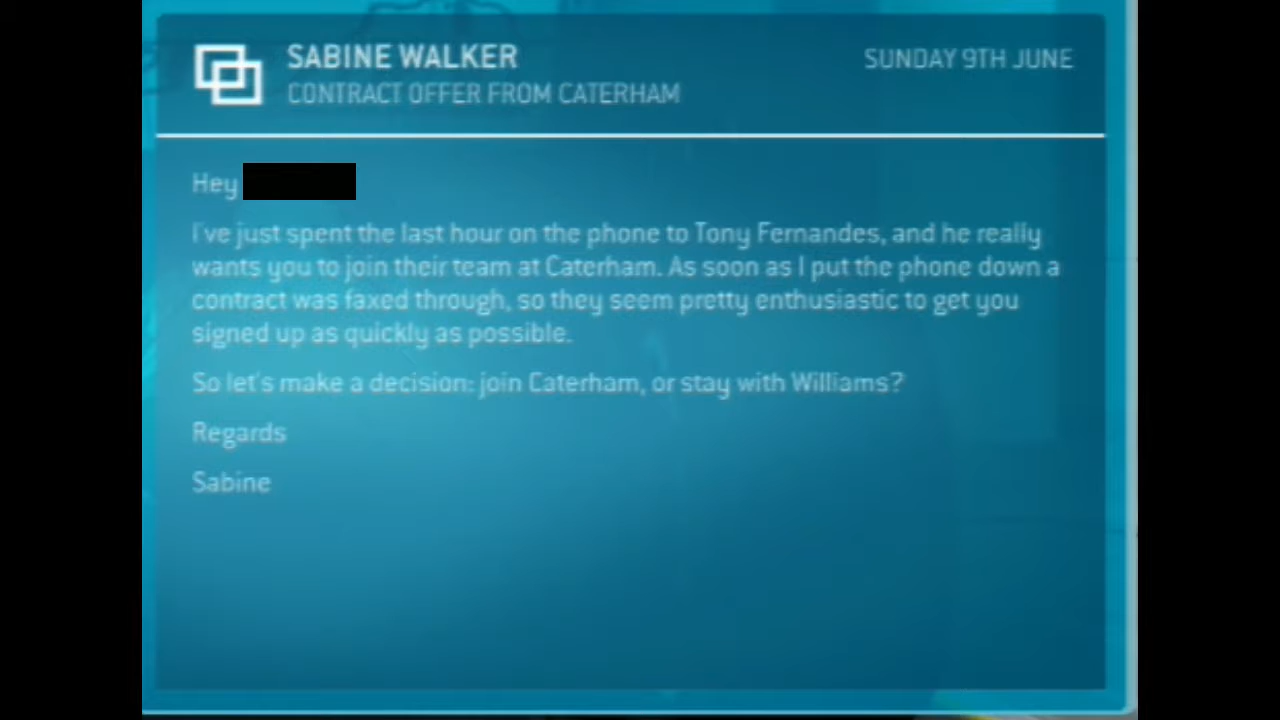 SABINE WALKER
SUNDAY 9TH JUNE
CONTRACT OFFER FROM CATERHAM
Hey
I've just spent the last hour on the phone to Tony Fernandes, and he really
wants you to join their team at Caterham. As soon as I put the phone down a
contract was faxed through, so they seem pretty enthusiastic to get you
signed up as quickly as possible.
So let's make a decision: join Caterham, or stay with Williams?
Regards
Sabine